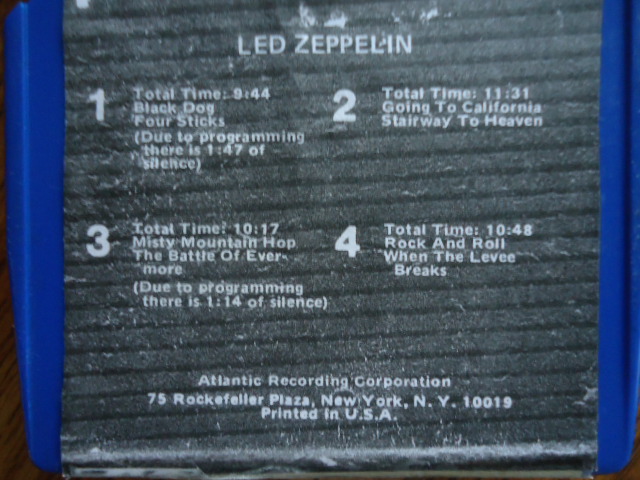 LED ZEPPELIN
1
Total Time: 9:44
Black Dog
Four Sticks
(Due to programming
there is 1:47 of
silence)
2
Total Time: 11:31
Going To California
Stairway To Heaven
3
Total Time: 10:17
Misty Mountain Hop
The Battle Of Ever-
more
(Due to programming
there is 1:14 of silence)
4
Total Time: 10:48
Rock And Roll
When The Levee
Breaks
Atlantic Recording Corporation
75 Rockefeller Plaza, New York, N. Y. 10019
Printed in U.S.A.